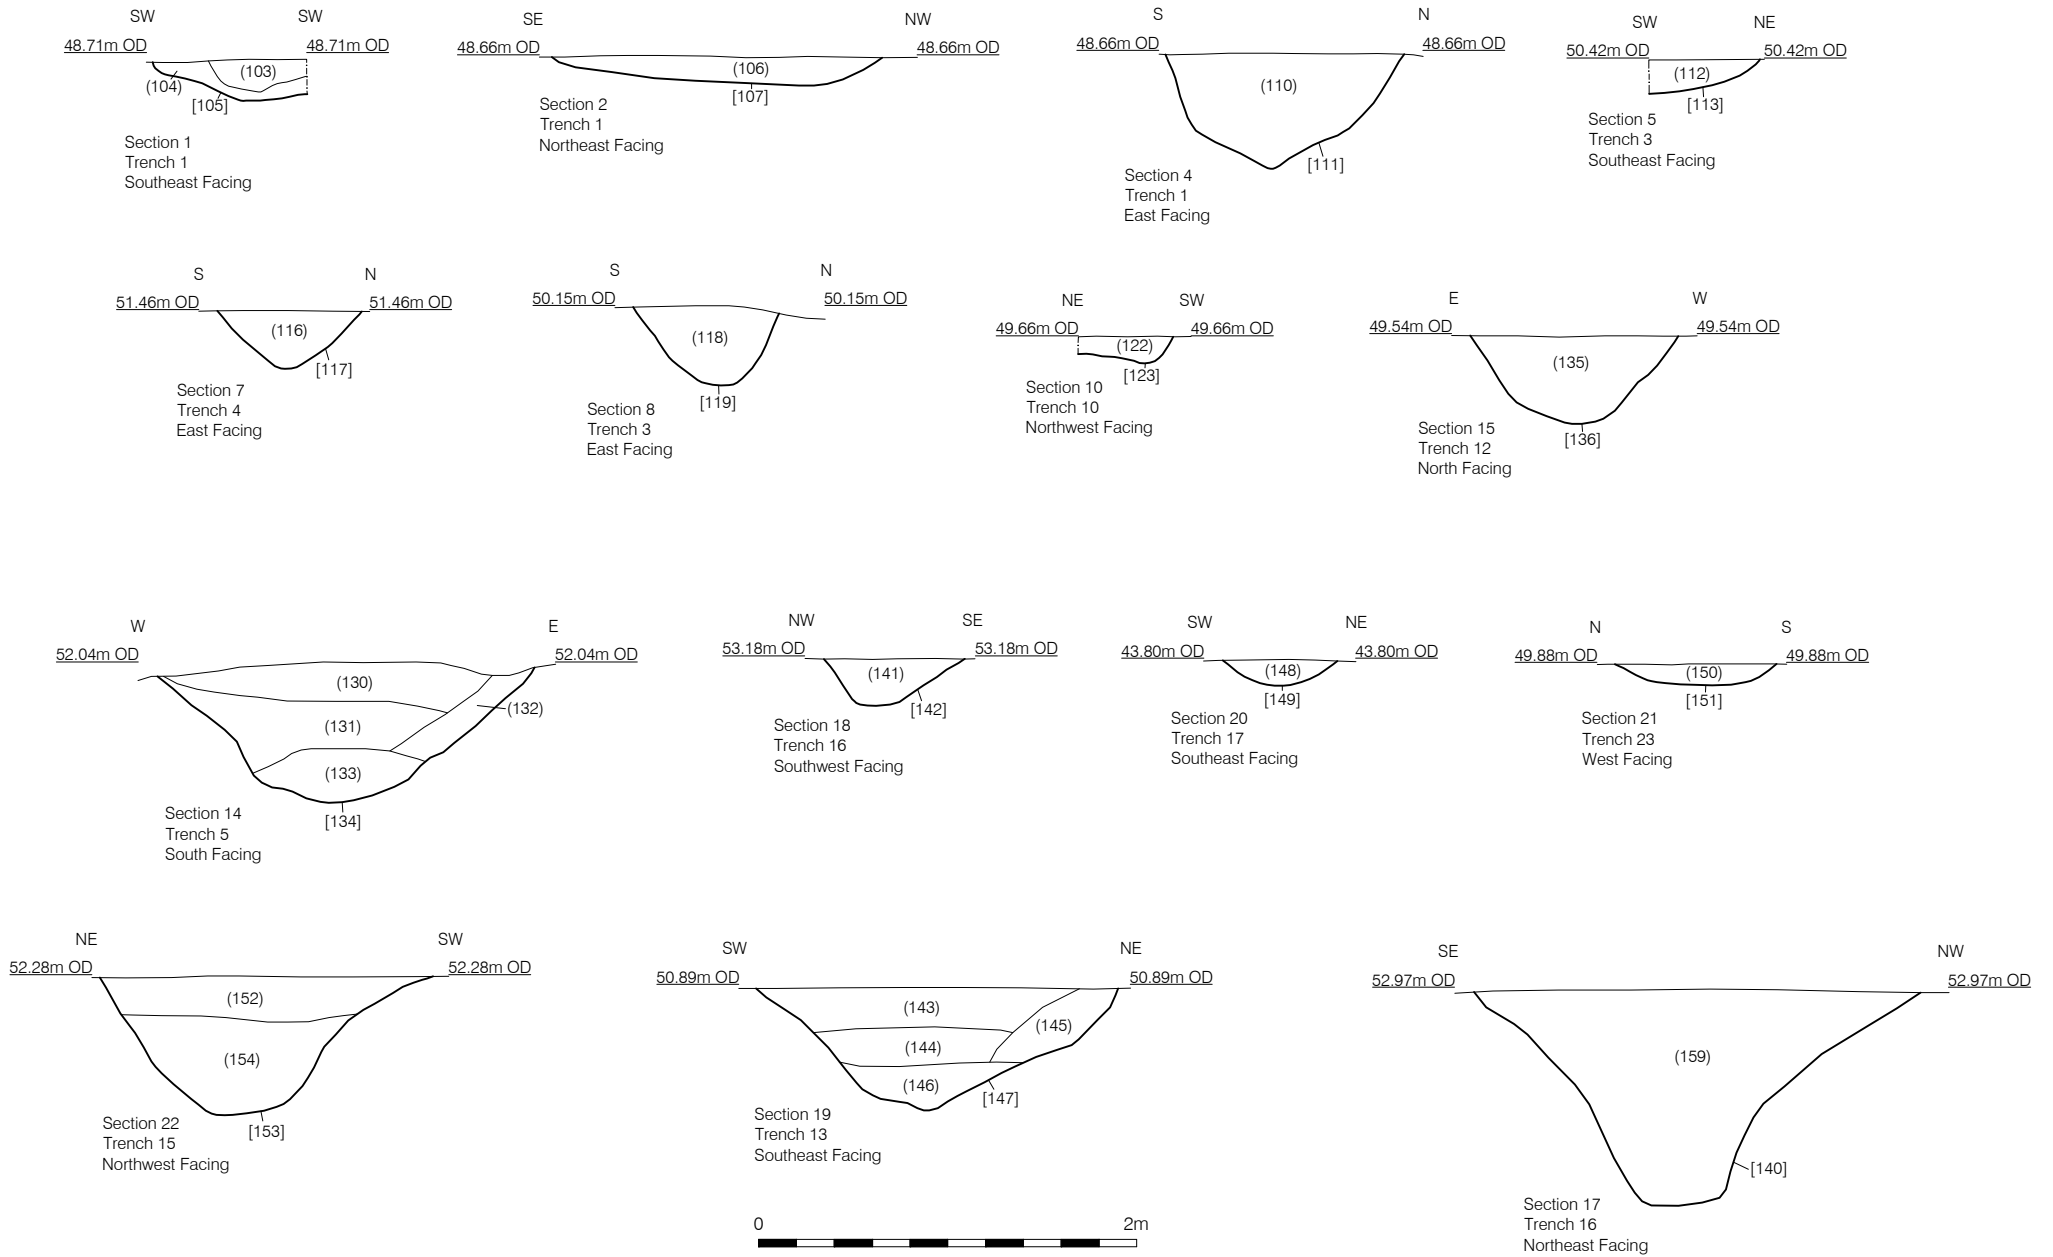 SW SW
48.71m OD 48.71m OD
(103)
(104)
[105]
Section 1
Trench 1
Southeast Facing
SE NW
48.66m OD 48.66m OD
(106)
[107]
Section 2
Trench 1
Northeast Facing
S N
48.66m OD 48.66m OD
(110)
[111]
Section 4
Trench 1
East Facing
SW NE
50.42m OD 50.42m OD
(112)
[113]
Section 5
Trench 3
Southeast Facing
S N
51.46m OD 51.46m OD
(116)
[117]
Section 7
Trench 4
East Facing
S N
50.15m OD 50.15m OD
(118)
[119]
Section 8
Trench 3
East Facing
NE SW
49.66m OD 49.66m OD
(122)
[123]
Section 10
Trench 10
Northwest Facing
E W
49.54m OD 49.54m OD
(135)
[136]
Section 15
Trench 12
North Facing
W E
52.04m OD 52.04m OD
(130)
(132)
(131)
(133)
[134]
Section 14
Trench 5
South Facing
NW SE
53.18m OD 53.18m OD
(141)
[142]
Section 18
Trench 16
Southwest Facing
SW NE
43.80m OD 43.80m OD
(148)
[149]
Section 20
Trench 17
Southeast Facing
N S
49.88m OD 49.88m OD
(150)
[151]
Section 21
Trench 23
West Facing
NE SW
52.28m OD 52.28m OD
(152)
(154)
[153]
Section 22
Trench 15
Northwest Facing
SW NE
50.89m OD 50.89m OD
(143)
(145)
(144)
(146)
[147]
Section 19
Trench 13
Southeast Facing
SE NW
52.97m OD 52.97m OD
(159)
[140]
Section 17
Trench 16
Northeast Facing
0 2m